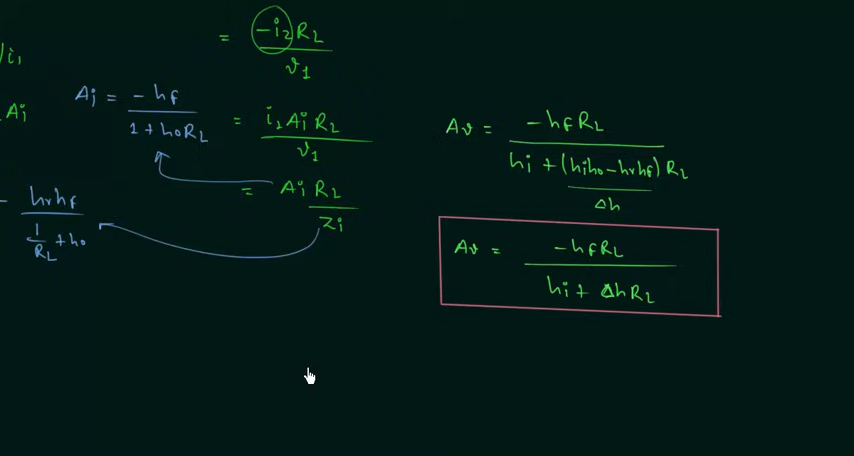 = -i₂RL / v₁
/i₁
Ai = -hf / 1 + hoRL
Ai
= i₂AiRL / v₁
= AiRL / Zi
- hrhf / (1/RL + ho)
Av = -hfRL / hi + (hiho - hrhf)RL
Δh
Av = -hfRL / hi + ΔhRL